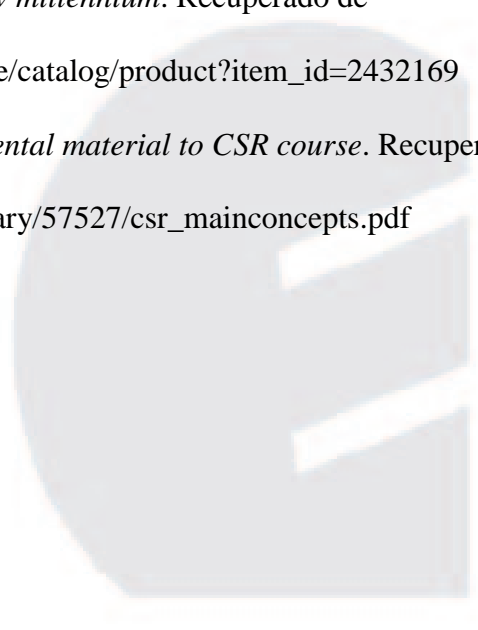 millennium. Recuperado de
e/catalog/product?item_id=2432169
ental material to CSR course. Recuper
ary/57527/csr_mainconcepts.pdf